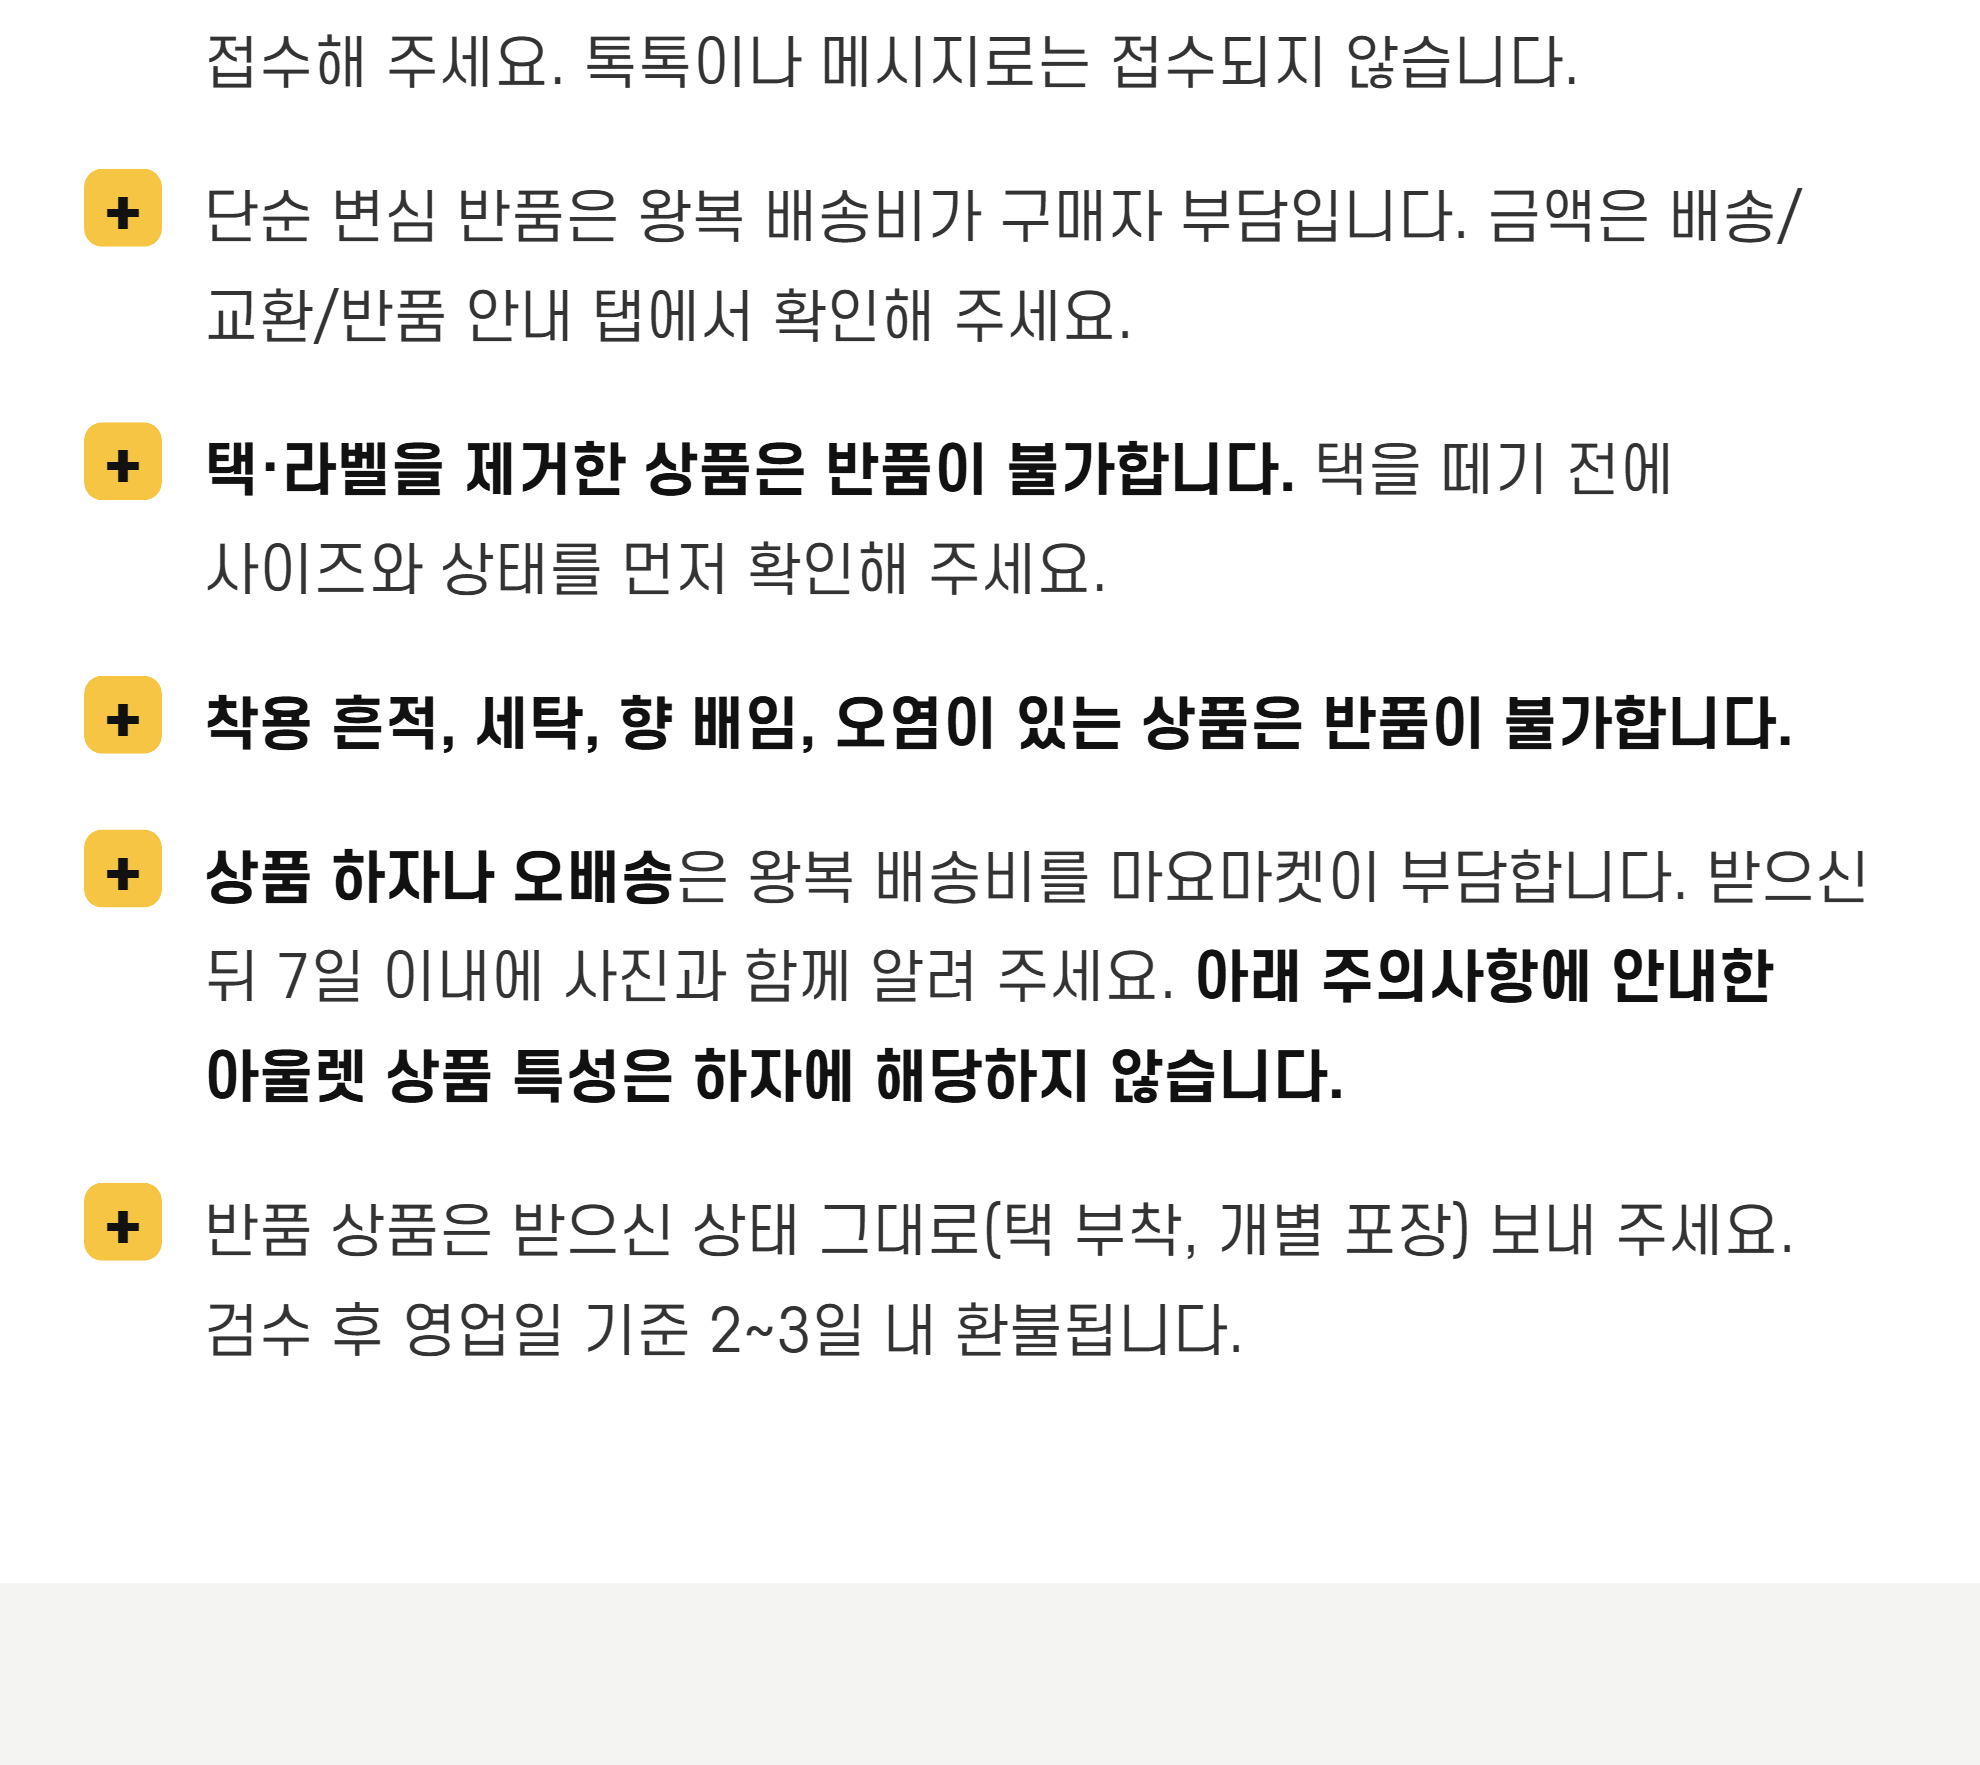 접수해 주세요. 톡톡이나 메시지로는 접수되지 않습니다.
단순 변심 반품은 왕복 배송비가 구매자 부담입니다. 금액은 배송/
교환/반품 안내 탭에서 확인해 주세요.
택·라벨을 제거한 상품은 반품이 불가합니다. 택을 떼기 전에
사이즈와 상태를 먼저 확인해 주세요.
착용 흔적, 세탁, 향 배임, 오염이 있는 상품은 반품이 불가합니다.
상품 하자나 오배송은 왕복 배송비를 마요마켓이 부담합니다. 받으신
뒤 7일 이내에 사진과 함께 알려 주세요. 아래 주의사항에 안내한
아울렛 상품 특성은 하자에 해당하지 않습니다.
반품 상품은 받으신 상태 그대로(택 부착, 개별 포장) 보내 주세요.
검수 후 영업일 기준 2~3일 내 환불됩니다.